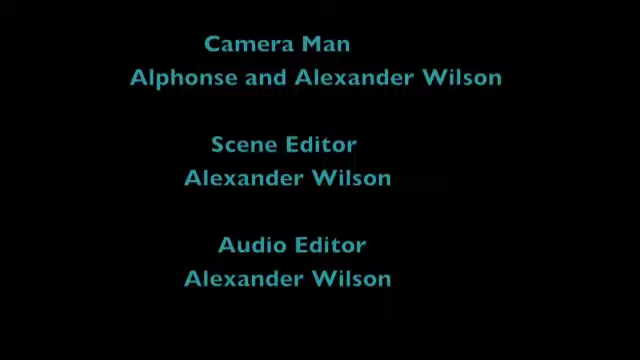 Camera Man
Alphonse and Alexander Wilson
Scene Editor
Alexander Wilson
Audio Editor
Alexander Wilson